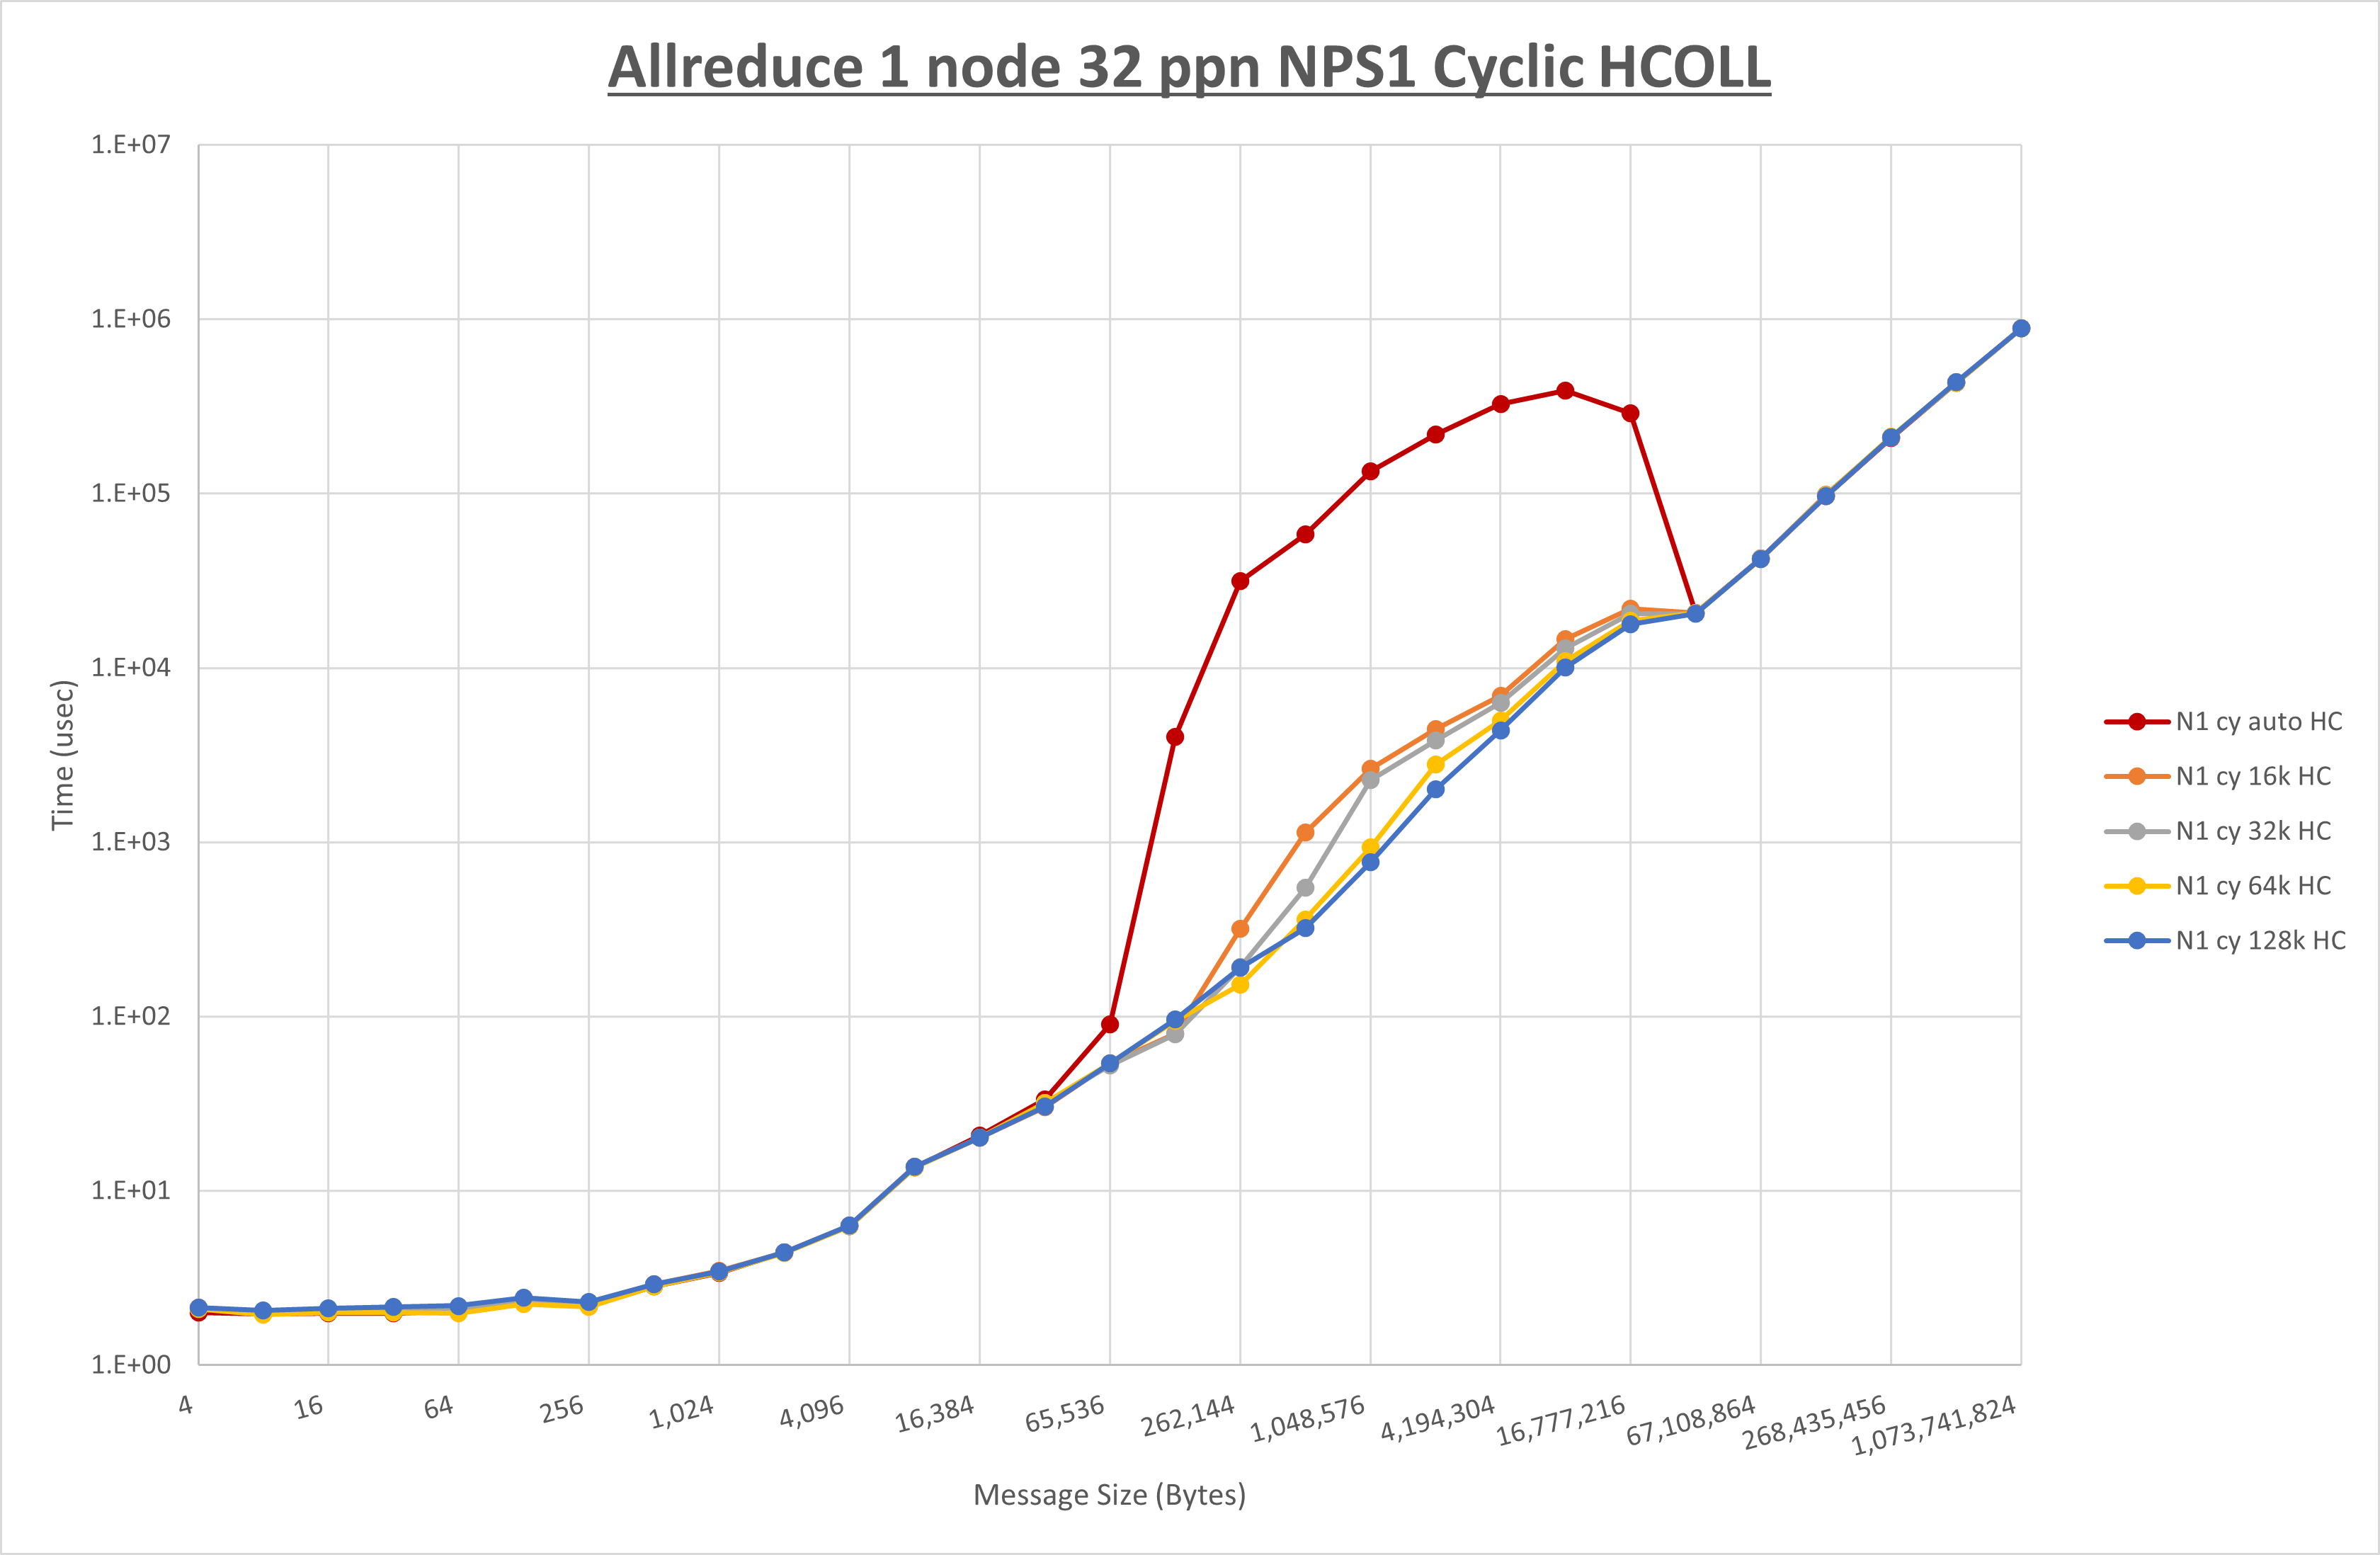 Allreduce 1 node 32 ppn NPS1 Cyclic HCOLL
1.E+07
1.E+06
1.E+05
1.E+04
1.E+03
1.E+02
1.E+01
1.E+00
Time (usec)
4
16
64
256
1,024
4,096
16,384
65,536
262,144
1,048,576
4,194,304
16,777,216
67,108,864
268,435,456
1,073,741,824
Message Size (Bytes)
N1 cy auto HC
N1 cy 16k HC
N1 cy 32k HC
N1 cy 64k HC
N1 cy 128k HC